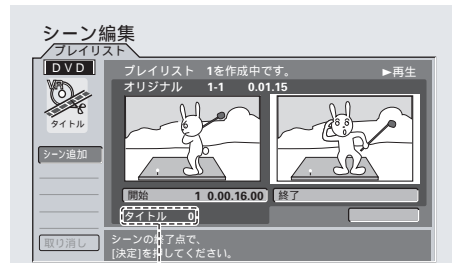 シーン編集
プレイリスト
DVD
プレイリスト 1を作成中です。 ►再生
オリジナル 1-1 0.01.15
タイトル
シーン追加
開始 1 0.00.16.00 終了
タイトル 0
取り消し
シーンの終了点で、
[決定]を押してください。